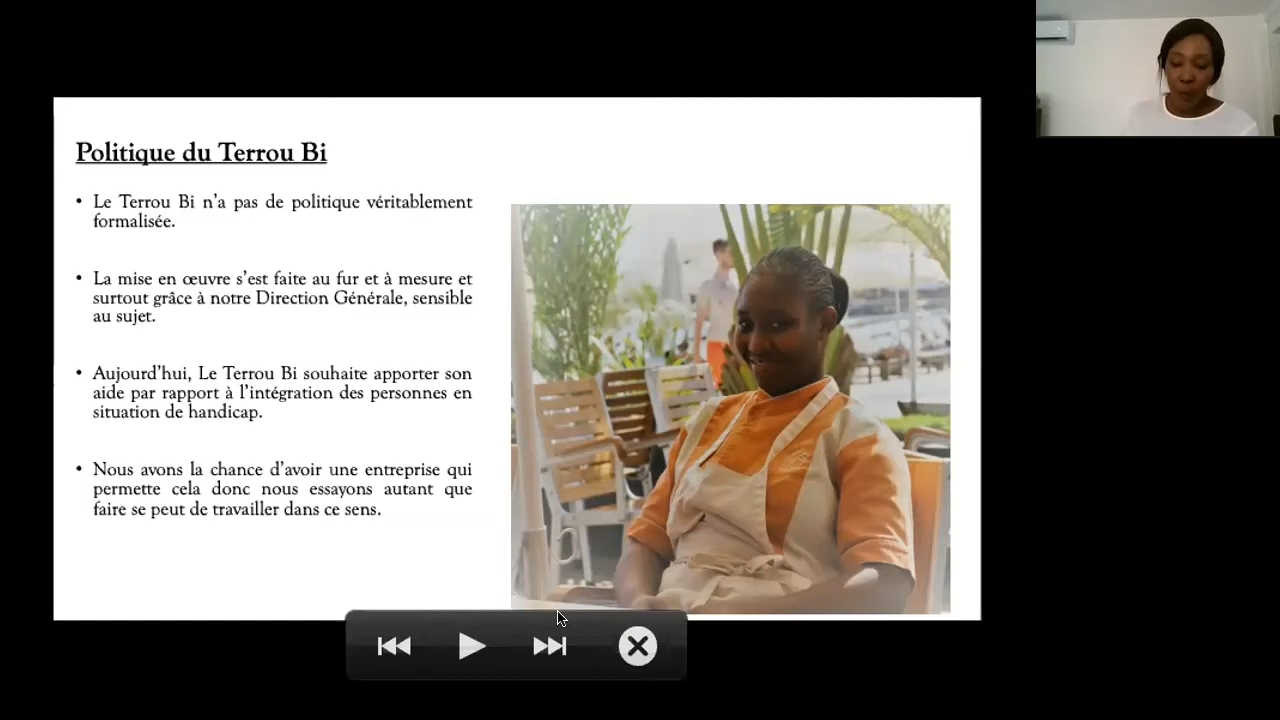 Politique du Terrou Bi
• Le Terrou Bi n'a pas de politique véritablement
formalisée.
• La mise en œuvre s'est faite au fur et à mesure et
surtout grâce à notre Direction Générale, sensible
au sujet.
• Aujourd'hui, Le Terrou Bi souhaite apporter son
aide par rapport à l'intégration des personnes en
situation de handicap.
• Nous avons la chance d'avoir une entreprise qui
permette cela donc nous essayons autant que
faire se peut de travailler dans ce sens.